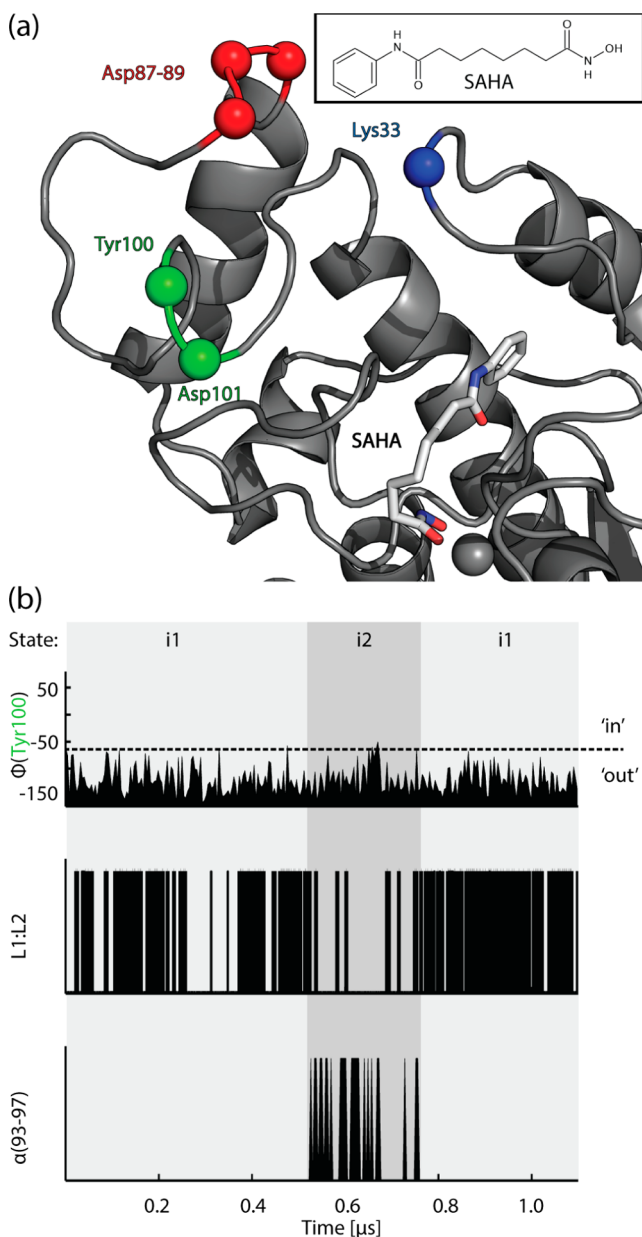 (a)
H
N
O
O
N
H
OH
SAHA
Asp87-89
Lys33
Tyr100
Asp101
SAHA
(b)
State:
i1
i2
i1
Φ(Tyr100)
50
-50
-150
'in'
'out'
L1:L2
α(93-97)
0.2
0.4
0.6
0.8
1.0
Time [μs]